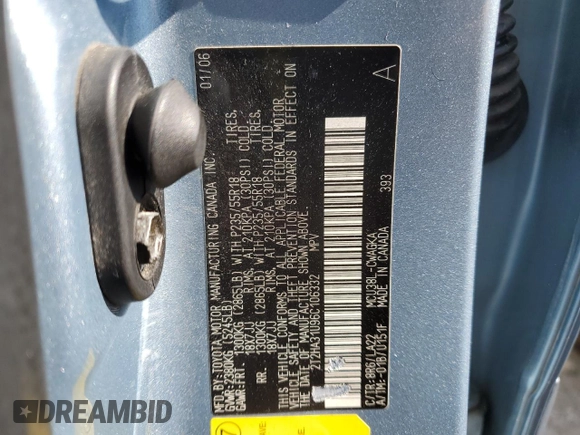 MFD.BY:TOYOTA MOTOR MANUFACTURING CANADA INC. 01/06
GVWR:2380KG (5245LB)
GAWR:FRT. 1300KG (2865LB) WITH P235/55R18 TIRES,
18X7JJ RIMS, AT 210KPA (30PSI) COLD
RR. 1300KG (2865LB) WITH P235/55R18 TIRES,
18X7JJ RIMS, AT 210KPA (30PSI) COLD
THIS VEHICLE CONFORMS TO ALL APPLICABLE FEDERAL MOTOR
VEHICLE SAFETY AND THEFT PREVENTION STANDARDS IN EFFECT ON
THE DATE OF MANUFACTURE SHOWN ABOVE.
2T2HA31U96C106332 MPV
C/TR:8R6/LA22 MCU38L-CWAGKA
A/TM:-01B/U151F MADE IN CANADA 393
A
DREAMBID